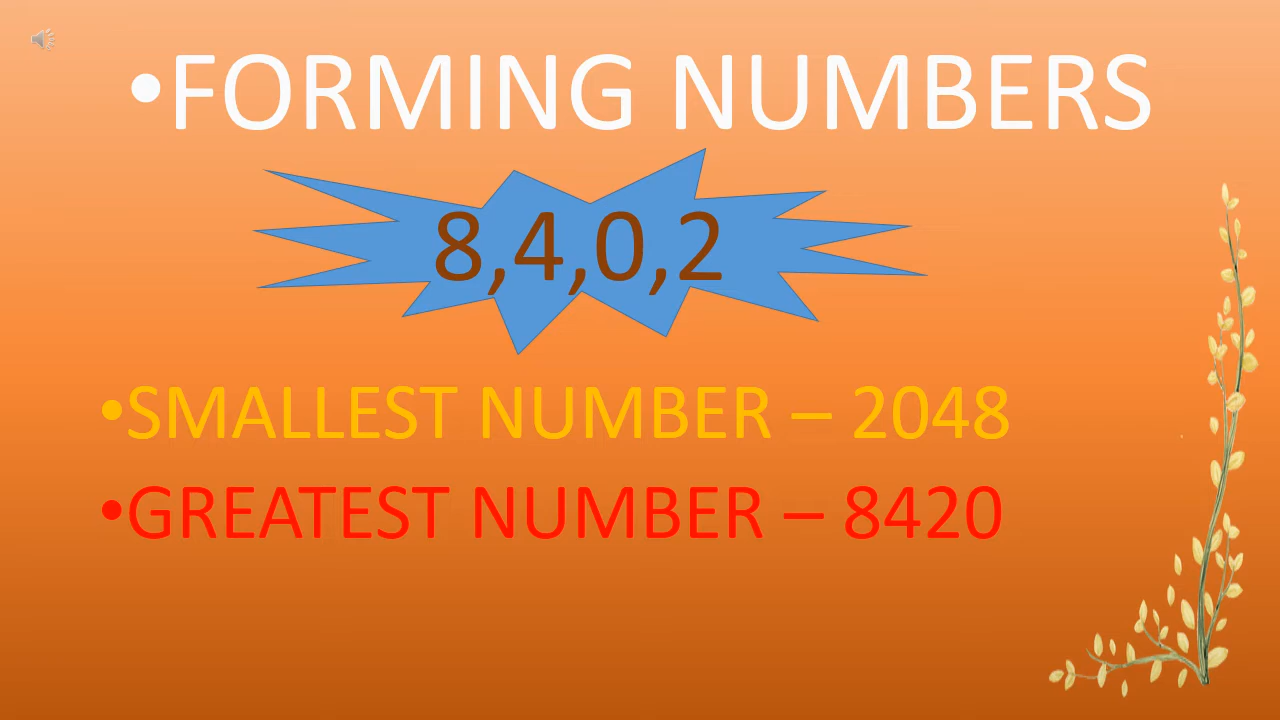 •FORMING NUMBERS
8,4,0,2
•SMALLEST NUMBER – 2048
•GREATEST NUMBER – 8420